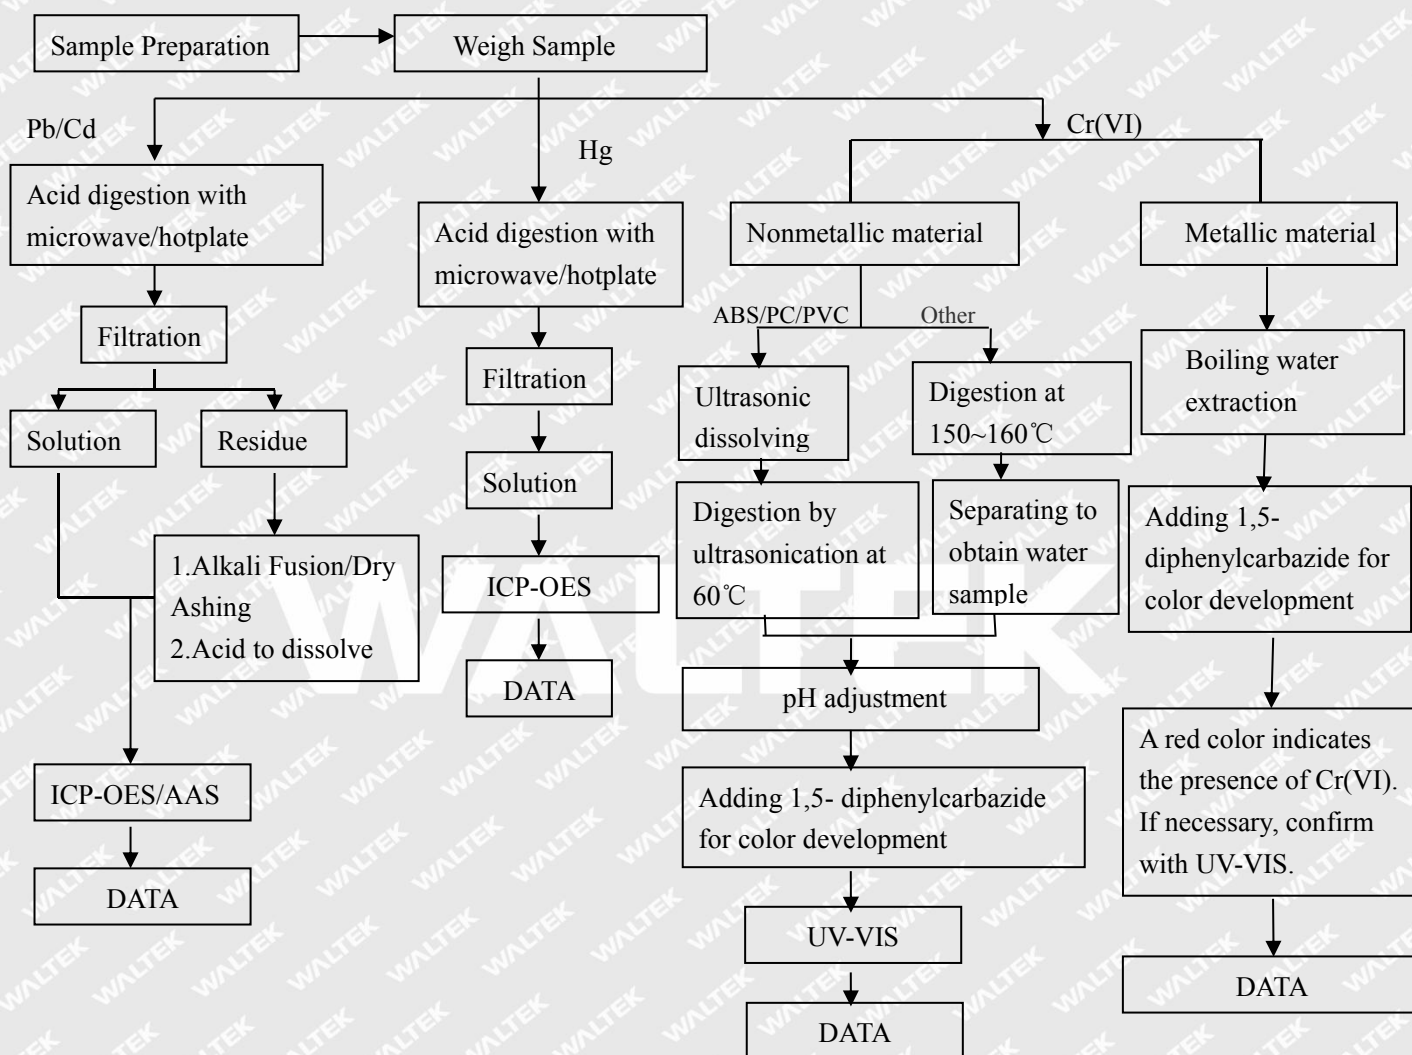 Sample Preparation
Weigh Sample
Pb/Cd
Hg
Cr(VI)
Acid digestion with
microwave/hotplate
Filtration
Solution
Residue
1.Alkali Fusion/Dry
Ashing
2.Acid to dissolve
ICP-OES/AAS
DATA
Acid digestion with
microwave/hotplate
Filtration
Solution
ICP-OES
DATA
Nonmetallic material
ABS/PC/PVC
Other
Ultrasonic
dissolving
Digestion by
ultrasonication at
60℃
Digestion at
150~160℃
Separating to
obtain water
sample
pH adjustment
Adding 1,5- diphenylcarbazide
for color development
UV-VIS
DATA
Metallic material
Boiling water
extraction
Adding 1,5-
diphenylcarbazide for
color development
A red color indicates
the presence of Cr(VI).
If necessary, confirm
with UV-VIS.
DATA
WALTEK